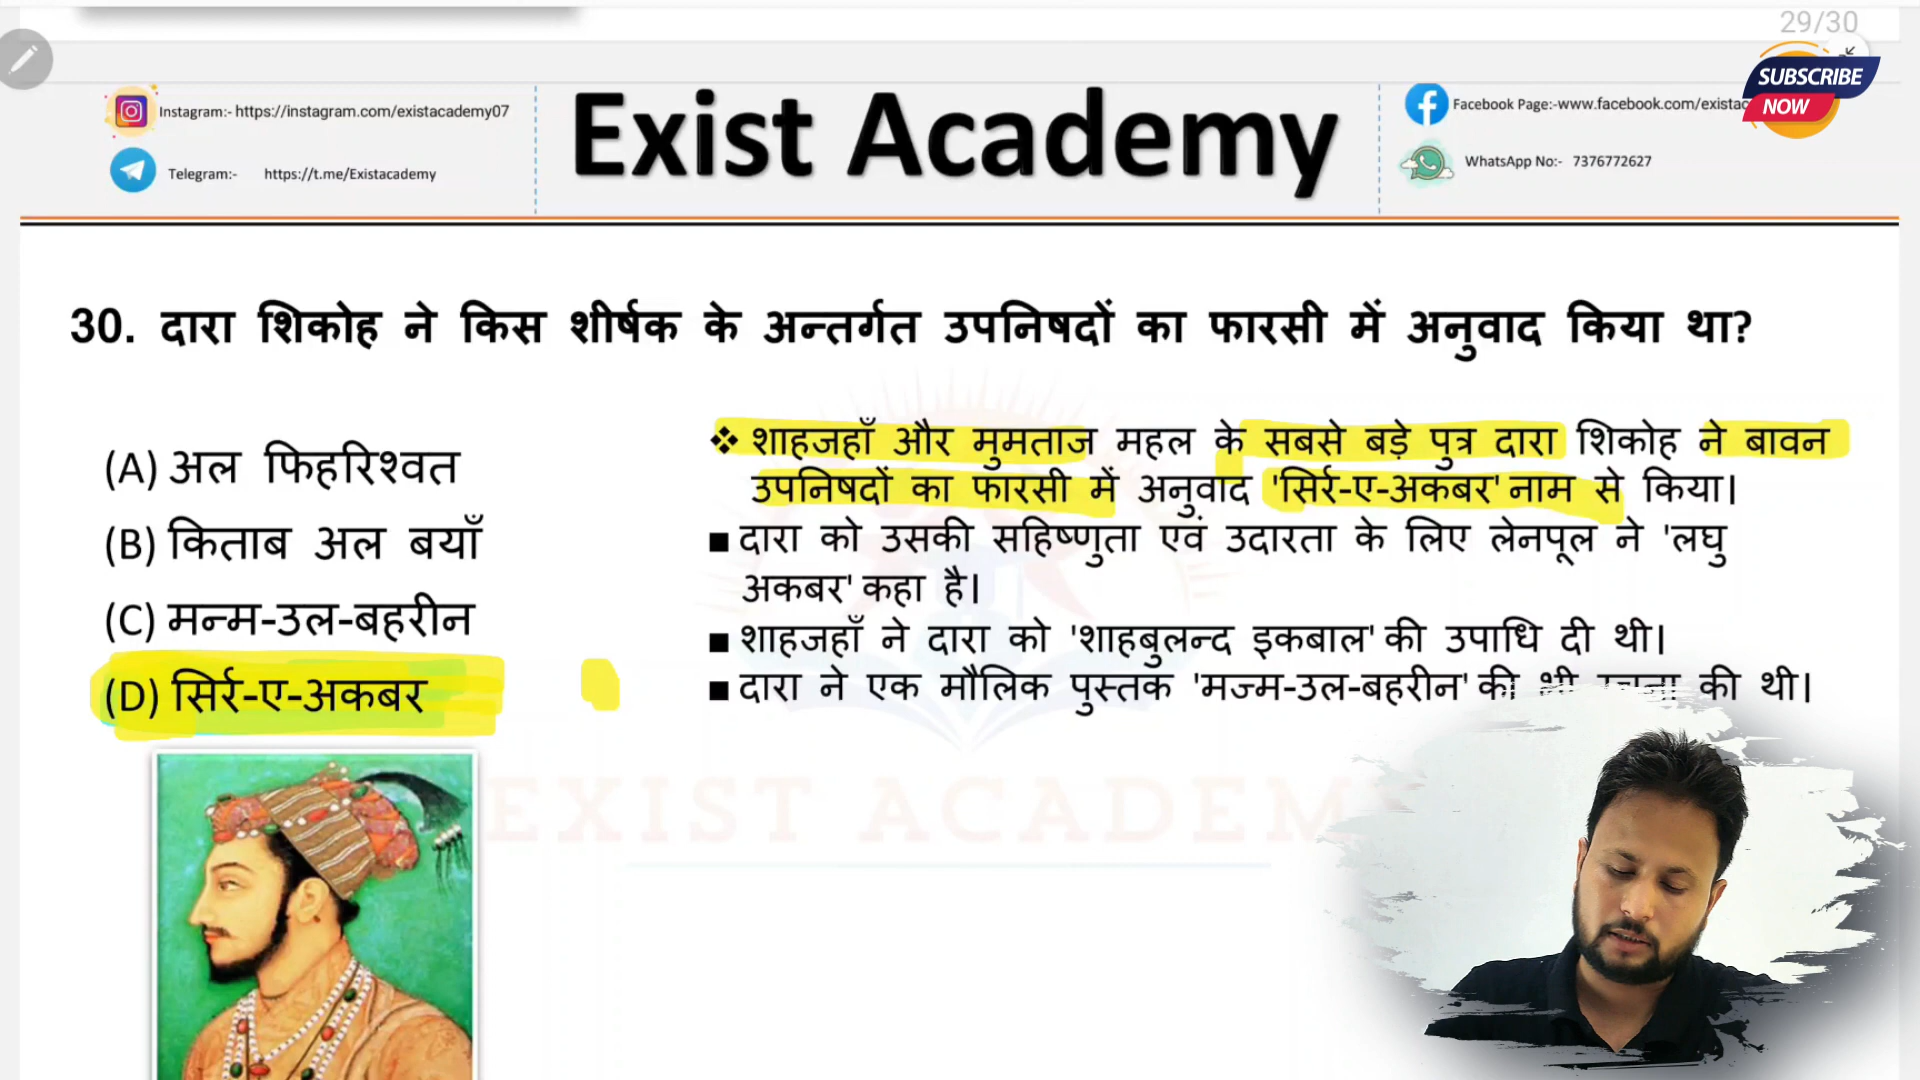 29/30
SUBSCRIBE
NOW
Instagram:- https://instagram.com/existacademy07
Telegram:- https://t.me/Existacademy
Exist Academy
Facebook Page:-www.facebook.com/existac
WhatsApp No:- 7376772627
30. दारा शिकोह ने किस शीर्षक के अन्तर्गत उपनिषदों का फारसी में अनुवाद किया था?
(A) अल फिहरिश्वत
(B) किताब अल बयाँ
(C) मन्म-उल-बहरीन
(D) सिर्र-ए-अकबर
❖ शाहजहाँ और मुमताज महल के सबसे बड़े पुत्र दारा शिकोह ने बावन
उपनिषदों का फारसी में अनुवाद 'सिर्र-ए-अकबर' नाम से किया।
■ दारा को उसकी सहिष्णुता एवं उदारता के लिए लेनपूल ने 'लघु
अकबर' कहा है।
■ शाहजहाँ ने दारा को 'शाहबुलन्द इकबाल' की उपाधि दी थी।
■ दारा ने एक मौलिक पुस्तक 'मज्म-उल-बहरीन' की भी की थी।
EXIST ACADEM